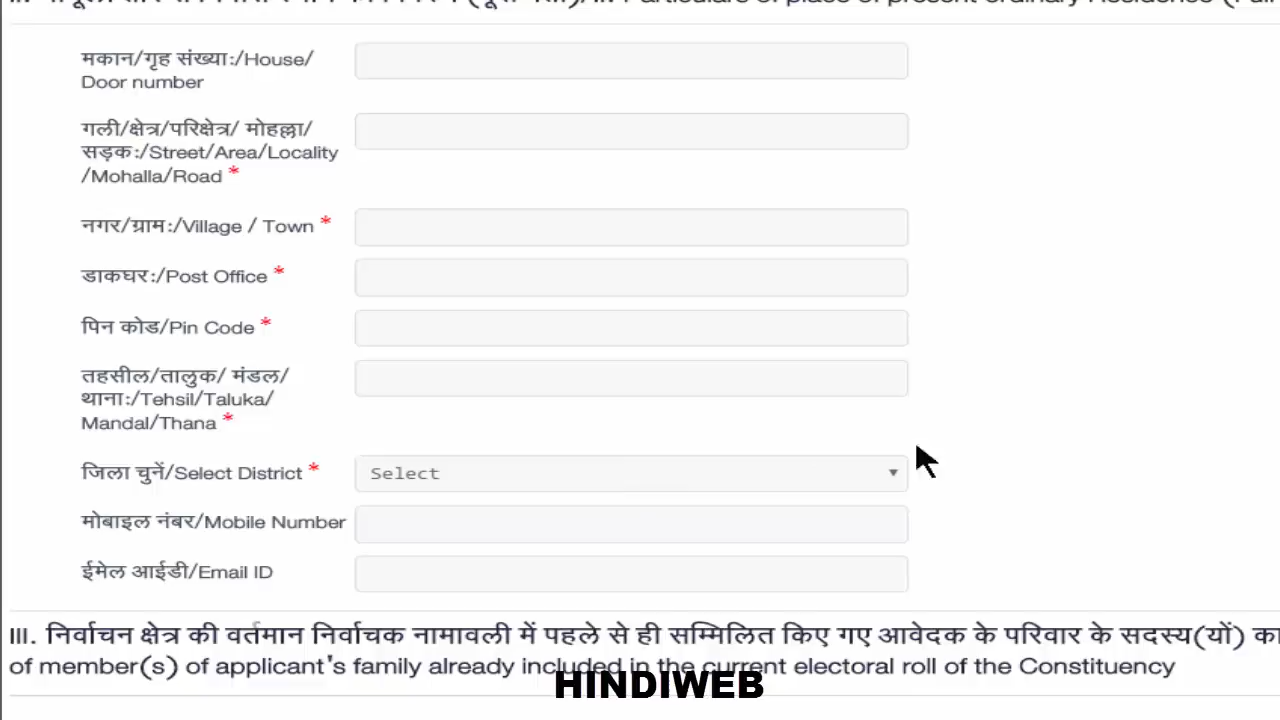 मकान/गृह संख्या:/House/
Door number
गली/क्षेत्र/परिक्षेत्र/ मोहल्ला/
सड़क:/Street/Area/Locality
/Mohalla/Road *
नगर/ग्राम:/Village / Town *
डाकघर:/Post Office *
पिन कोड/Pin Code *
तहसील/तालुक/ मंडल/
थाना:/Tehsil/Taluka/
Mandal/Thana *
जिला चुनें/Select District *
Select
मोबाइल नंबर/Mobile Number
ईमेल आईडी/Email ID
III. निर्वाचन क्षेत्र की वर्तमान निर्वाचक नामावली में पहले से ही सम्मिलित किए गए आवेदक के परिवार के सदस्य(यों) का
of member(s) of applicant's family already included in the current electoral roll of the Constituency
HINDIWEB